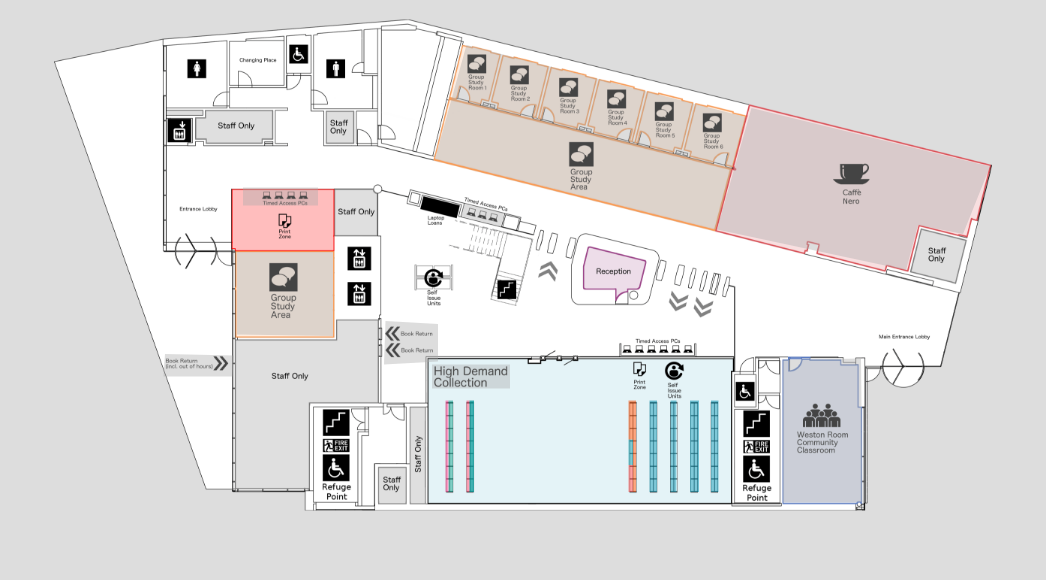 Changing Place
Staff Only
Staff
Only
Group
Study
Room 1
Group
Study
Room 2
Group
Study
Room 3
Group
Study
Room 4
Group
Study
Room 5
Group
Study
Room 6
Group
Study
Area
Caffè
Nero
Staff
Only
Entrance Lobby
Timed Access PCs
Print
Zone
Staff Only
Laptop
Loans
Timed Access PCs
Reception
Self
Issue
Units
Group
Study
Area
Book Return
Book Return
Book Return
(incl. out of hours)
Staff Only
Main Entrance Lobby
Timed Access PCs
Print
Zone
Self
Issue
Units
High Demand
Collection
Staff Only
Staff
Only
FIRE
EXIT
Refuge
Point
FIRE
EXIT
Refuge
Point
Weston Room
Community
Classroom